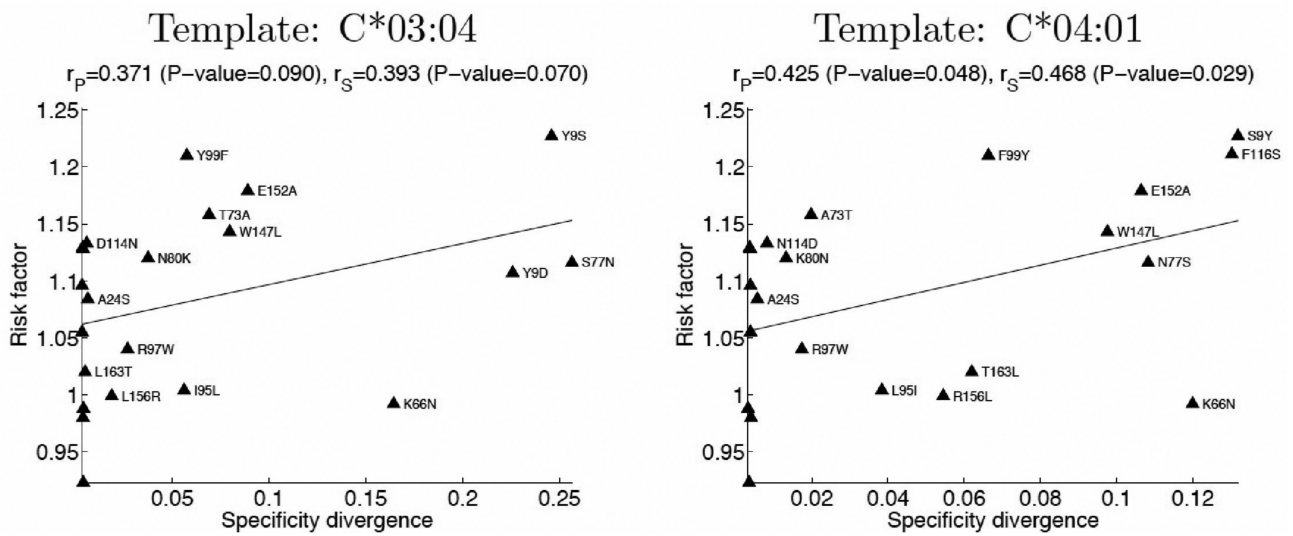 Template: C*03:04
rP=0.371 (P-value=0.090), rS=0.393 (P-value=0.070)
1.25
1.2
1.15
1.1
1.05
1
0.95
Risk factor
Y9S
Y99F
E152A
T73A
W147L
D114N
N80K
S77N
Y9D
A24S
R97W
L163T
I95L
L156R
K66N
0.05
0.1
0.15
0.2
0.25
Specificity divergence
Template: C*04:01
rP=0.425 (P-value=0.048), rS=0.468 (P-value=0.029)
1.25
1.2
1.15
1.1
1.05
1
0.95
Risk factor
S9Y
F116S
F99Y
E152A
A73T
W147L
N114D
K80N
N77S
A24S
R97W
T163L
L95I
R156L
K66N
0.02
0.04
0.06
0.08
0.1
0.12
Specificity divergence